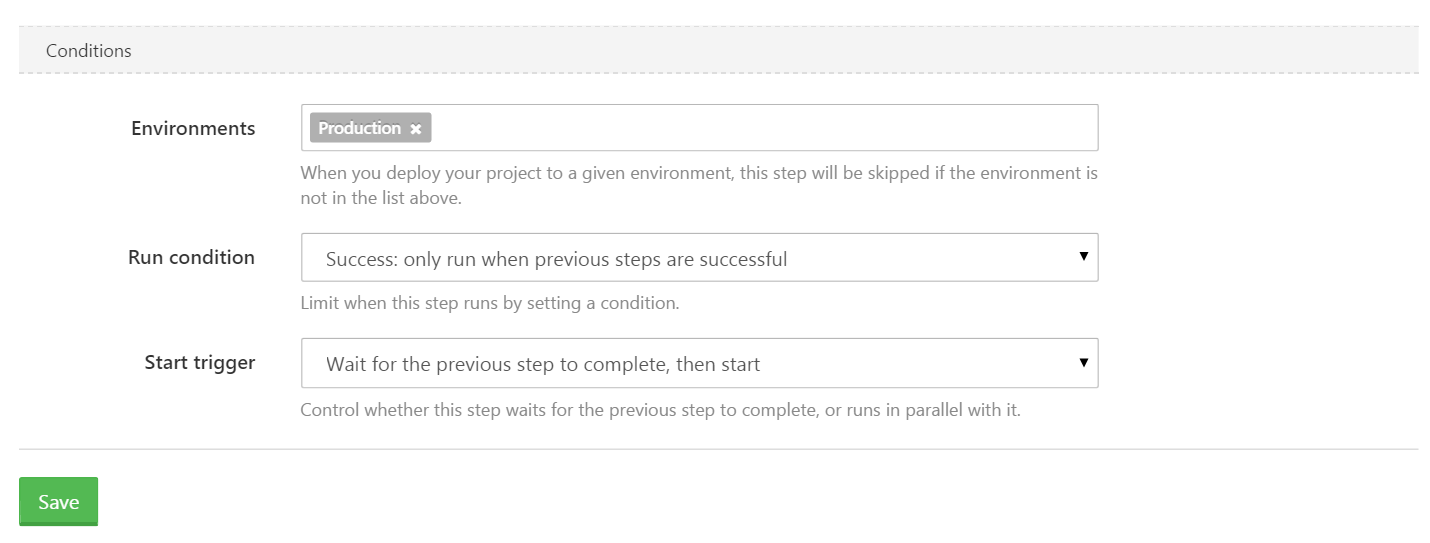 Conditions
Environments
Production ×
When you deploy your project to a given environment, this step will be skipped if the environment is
not in the list above.
Run condition
Success: only run when previous steps are successful
Limit when this step runs by setting a condition.
Start trigger
Wait for the previous step to complete, then start
Control whether this step waits for the previous step to complete, or runs in parallel with it.
Save